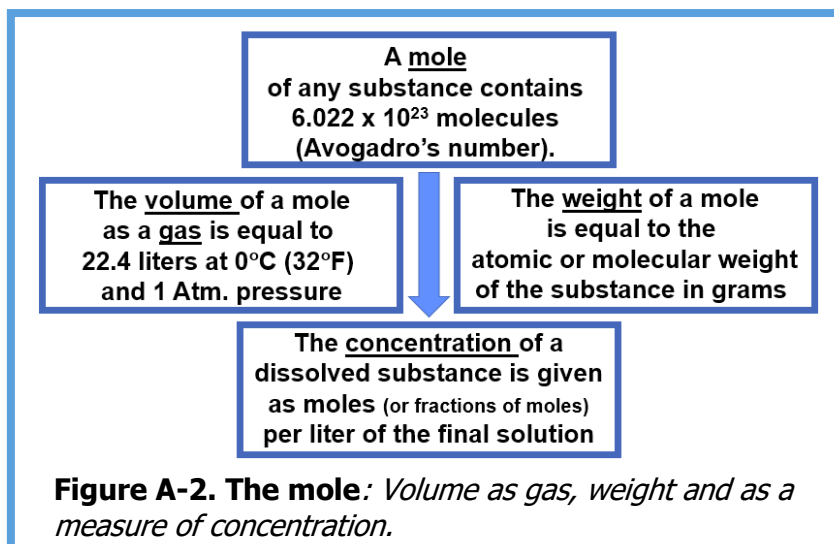 A mole
of any substance contains
6.022 x 10²³ molecules
(Avogadro’s number).
The volume of a mole
as a gas is equal to
22.4 liters at 0°C (32°F)
and 1 Atm. pressure
The weight of a mole
is equal to the
atomic or molecular weight
of the substance in grams
The concentration of a
dissolved substance is given
as moles (or fractions of moles)
per liter of the final solution
Figure A-2. The mole: Volume as gas, weight and as a
measure of concentration.